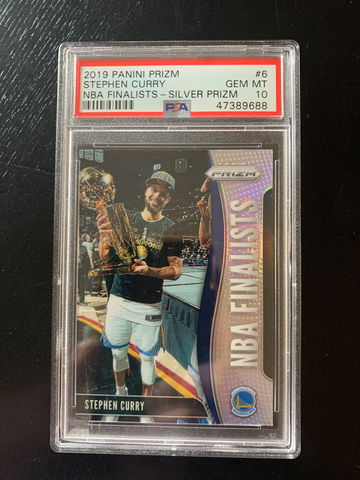 2019 PANINI PRIZM #6
STEPHEN CURRY GEM MT
NBA FINALISTS – SILVER PRIZM 10
PSA 47389688
PRIZM
NBA FINALISTS
STEPHEN CURRY